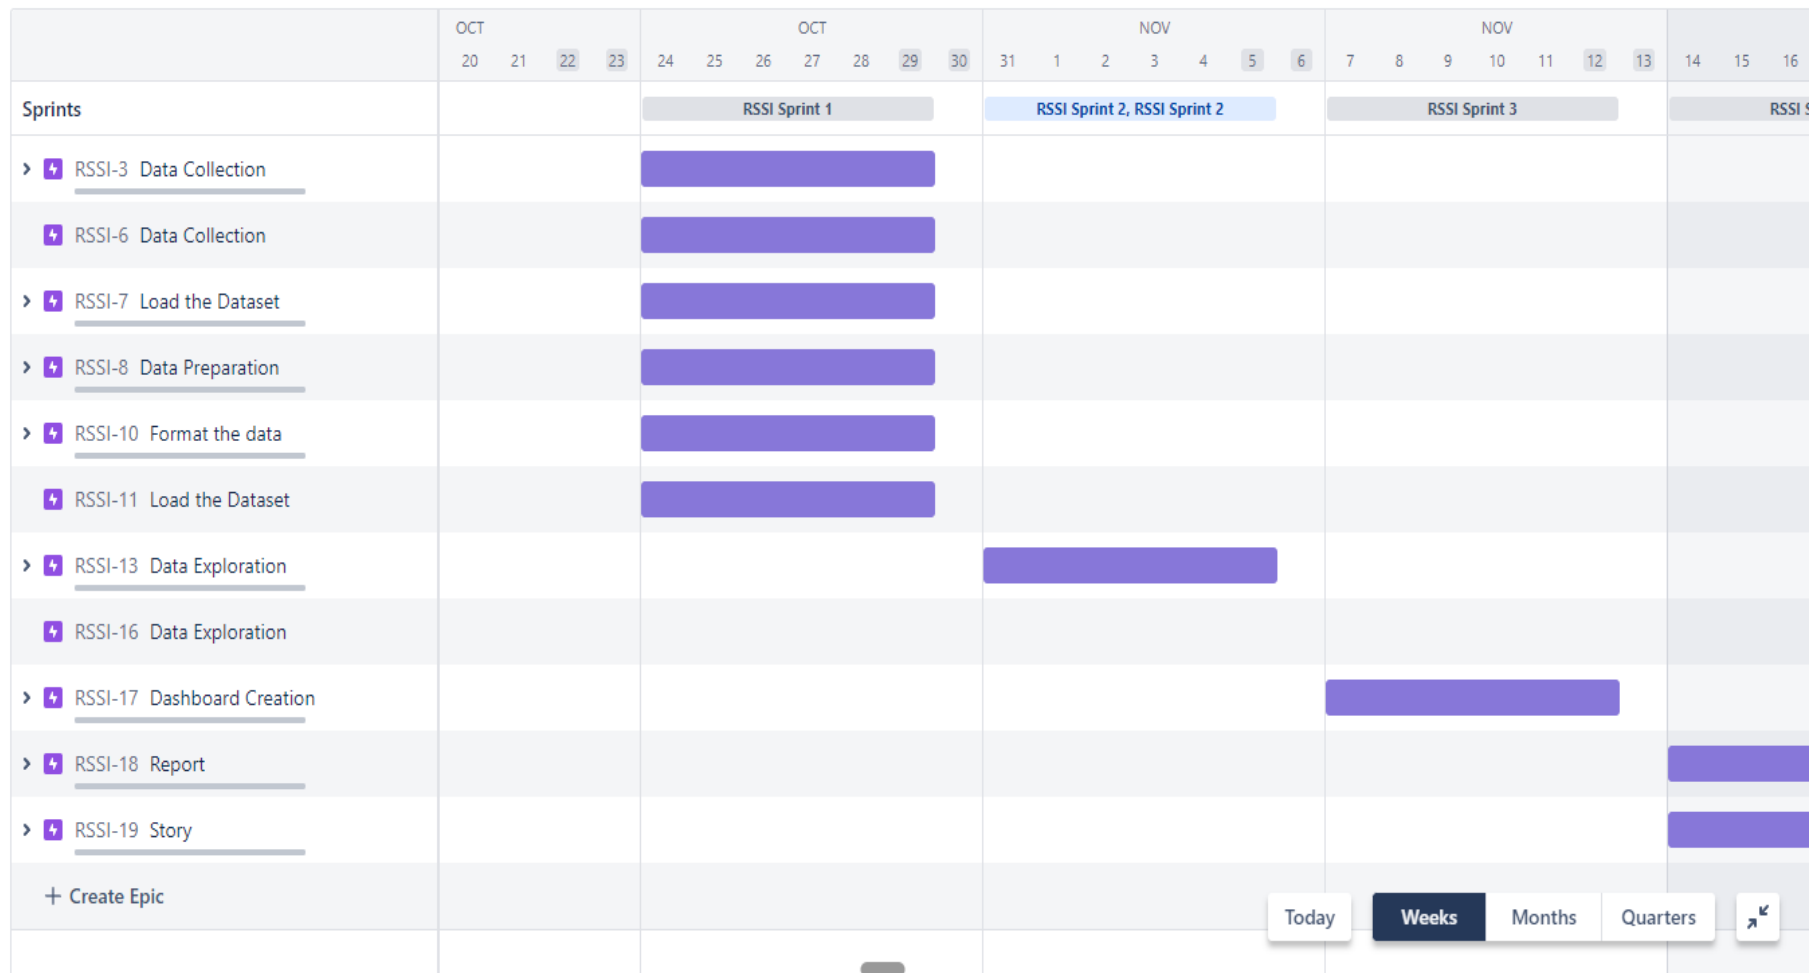 OCT OCT NOV NOV
20 21 22 23 24 25 26 27 28 29 30 31 1 2 3 4 5 6 7 8 9 10 11 12 13 14 15 16
Sprints RSSI Sprint 1 RSSI Sprint 2, RSSI Sprint 2 RSSI Sprint 3 RSSI
RSSI-3 Data Collection
RSSI-6 Data Collection
RSSI-7 Load the Dataset
RSSI-8 Data Preparation
RSSI-10 Format the data
RSSI-11 Load the Dataset
RSSI-13 Data Exploration
RSSI-16 Data Exploration
RSSI-17 Dashboard Creation
RSSI-18 Report
RSSI-19 Story
+ Create Epic
Today Weeks Months Quarters